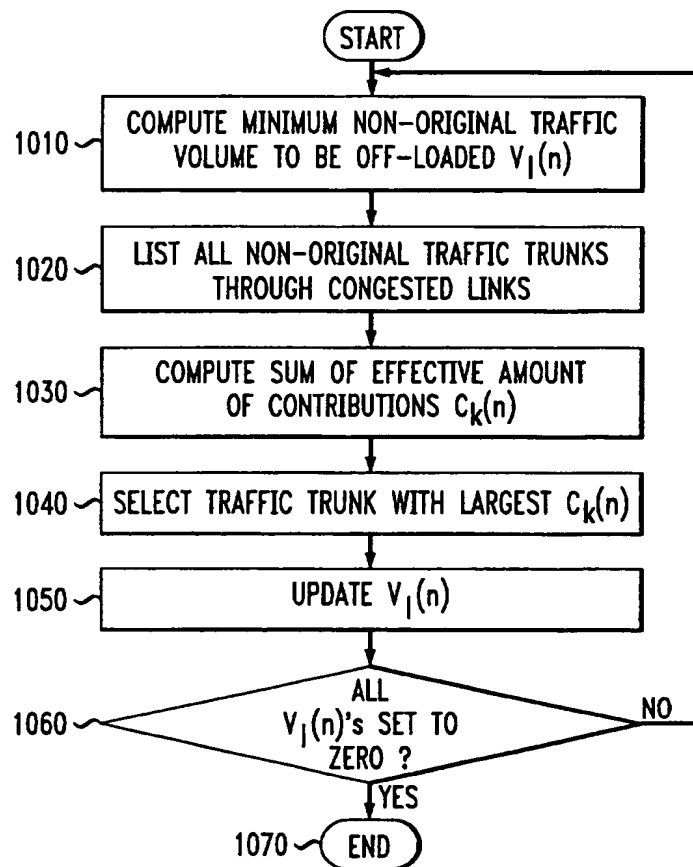 START
1010
COMPUTE MINIMUM NON-ORIGINAL TRAFFIC
VOLUME TO BE OFF-LOADED V_l(n)
1020
LIST ALL NON-ORIGINAL TRAFFIC TRUNKS
THROUGH CONGESTED LINKS
1030
COMPUTE SUM OF EFFECTIVE AMOUNT
OF CONTRIBUTIONS C_k(n)
1040
SELECT TRAFFIC TRUNK WITH LARGEST C_k(n)
1050
UPDATE V_l(n)
1060
ALL
V_l(n)'s SET TO
ZERO ?
NO
YES
1070
END